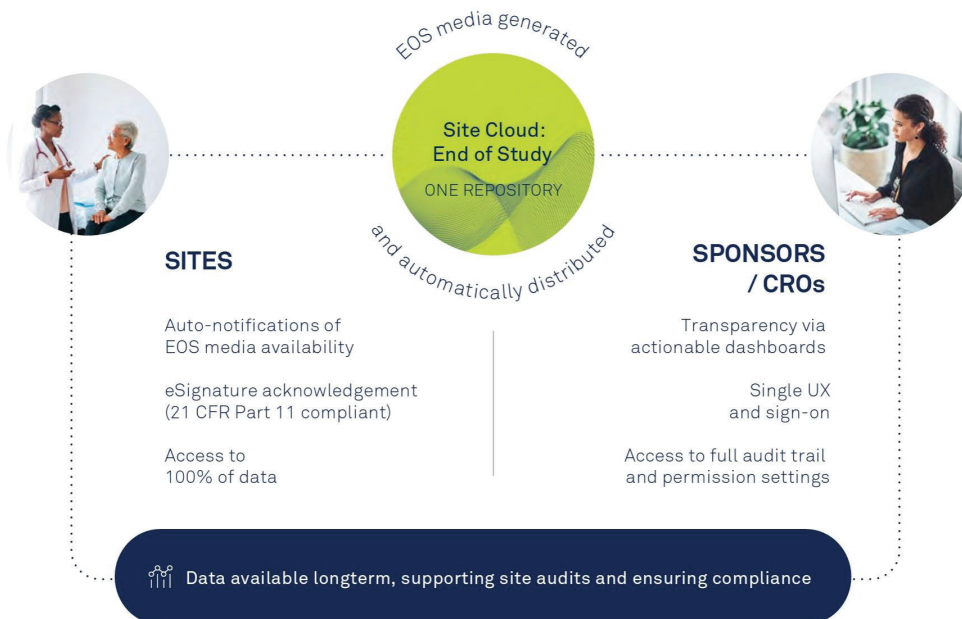 EOS media generated
Site Cloud:
End of Study
ONE REPOSITORY
and automatically distributed
SITES
Auto-notifications of
EOS media availability
eSignature acknowledgement
(21 CFR Part 11 compliant)
Access to
100% of data
SPONSORS
/ CROs
Transparency via
actionable dashboards
Single UX
and sign-on
Access to full audit trail
and permission settings
Data available longterm, supporting site audits and ensuring compliance